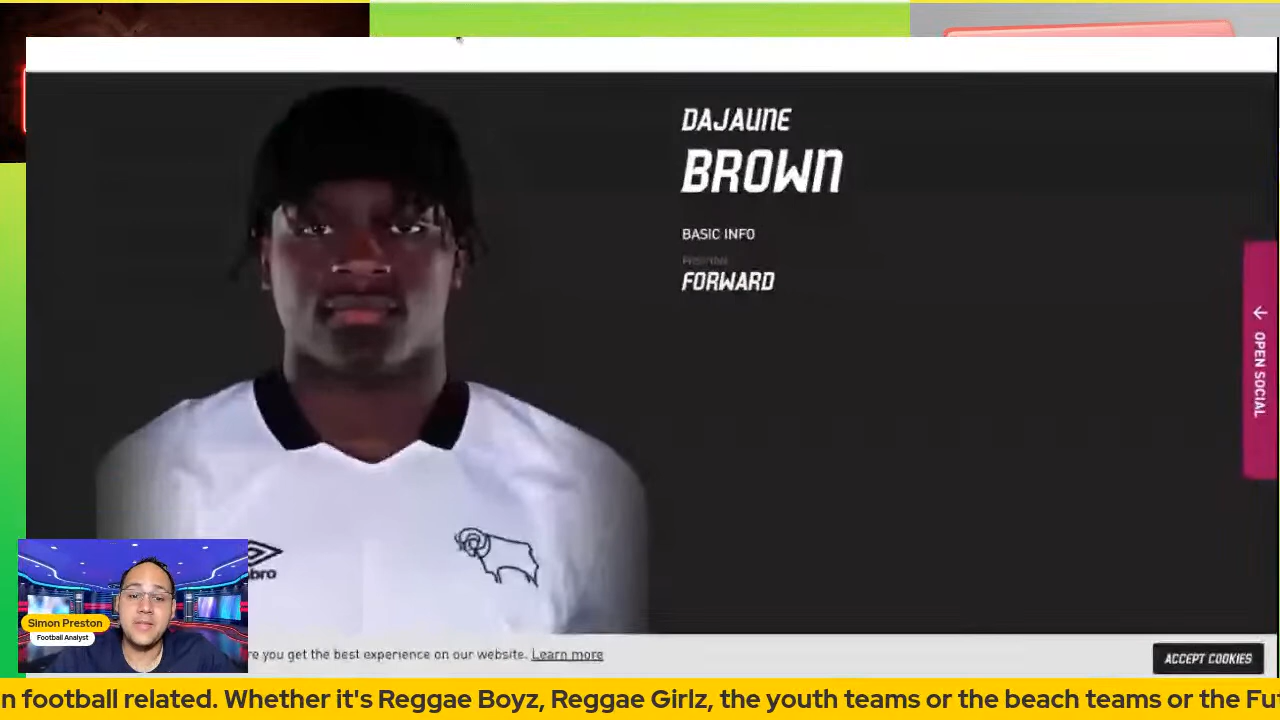 DAJAUNE
BROWN
BASIC INFO
Position
FORWARD
OPEN SOCIAL
bro
Simon Preston
Football Analyst
re you get the best experience on our website. Learn more
ACCEPT COOKIES
n football related. Whether it's Reggae Boyz, Reggae Girlz, the youth teams or the beach teams or the Fu